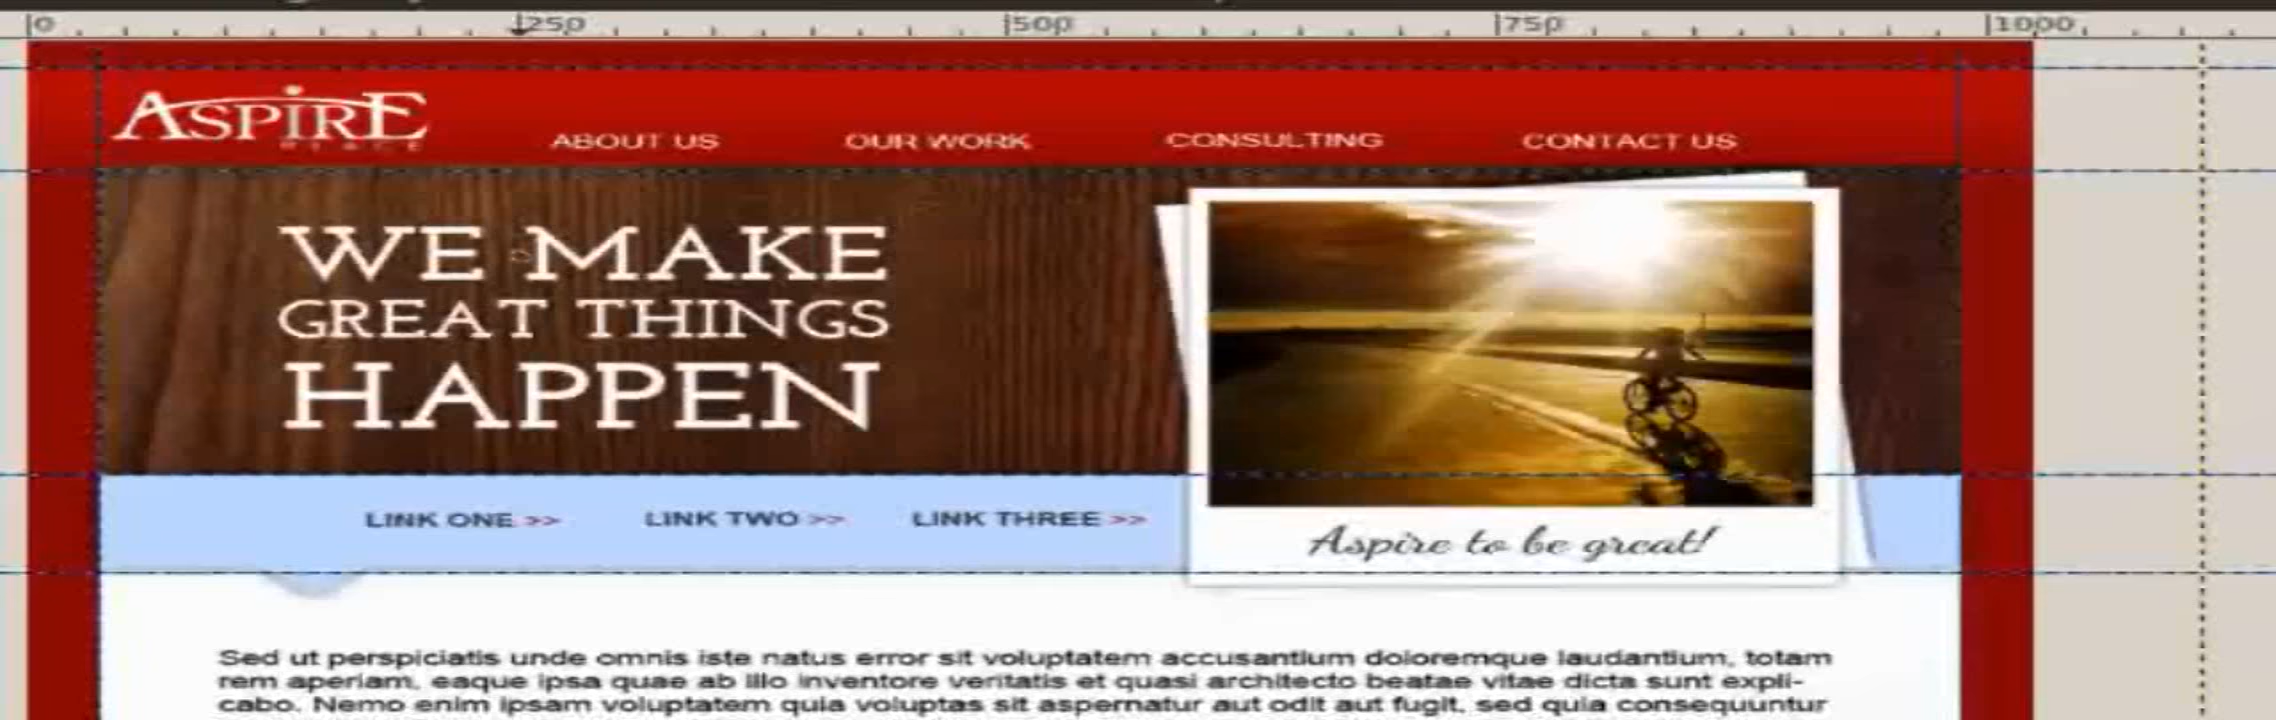 0 250 500 750 1000
ASPIRE
PLACE
ABOUT US OUR WORK CONSULTING CONTACT US
WE MAKE
GREAT THINGS
HAPPEN
LINK ONE >> LINK TWO >> LINK THREE >>
Aspire to be great!
Sed ut perspiciatis unde omnis iste natus error sit voluptatem accusantium doloremque laudantium, totam
rem aperiam, eaque ipsa quae ab illo inventore veritatis et quasi architecto beatae vitae dicta sunt expli-
cabo. Nemo enim ipsam voluptatem quia voluptas sit aspernatur aut odit aut fugit, sed quia consequuntur